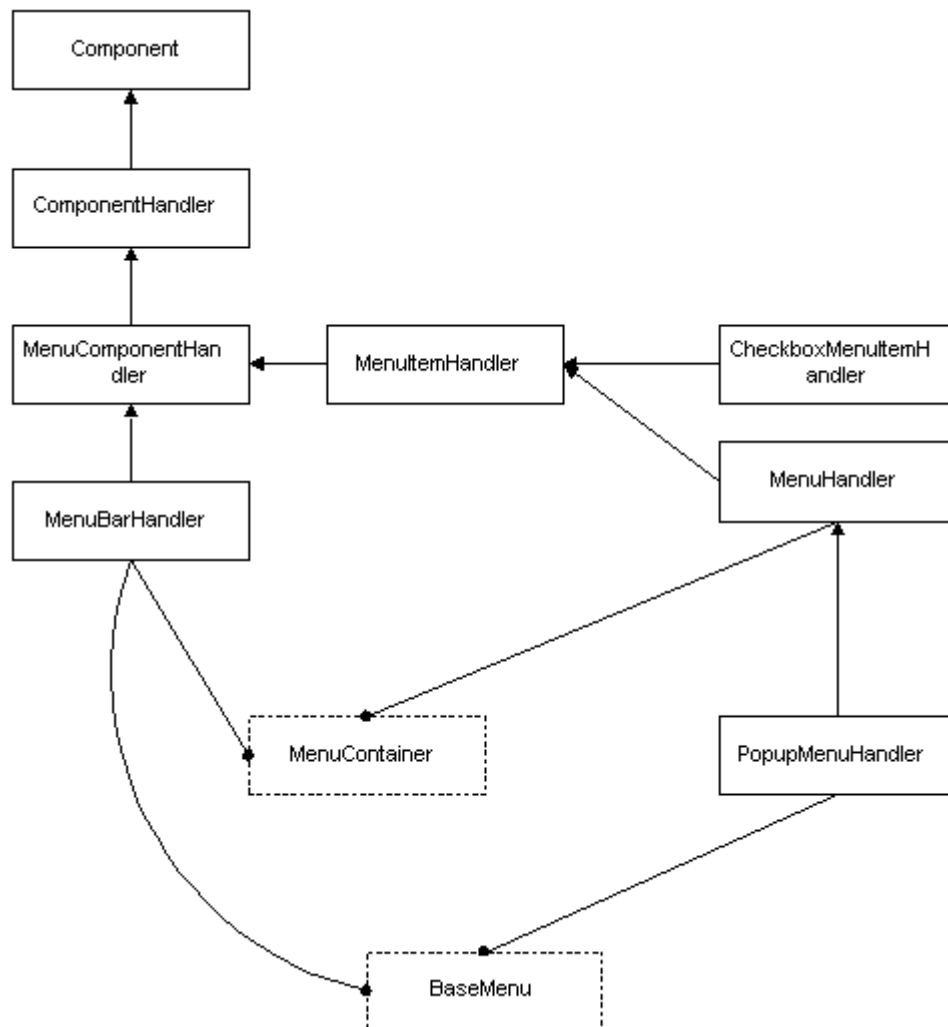 Component
ComponentHandler
MenuComponentHan
dler
MenuItemHandler
CheckboxMenuItemH
andler
MenuHandler
MenuBarHandler
MenuContainer
PopupMenuHandler
BaseMenu